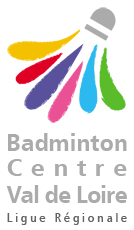 Badminton
Centre
Val de Loire
Ligue Régionale